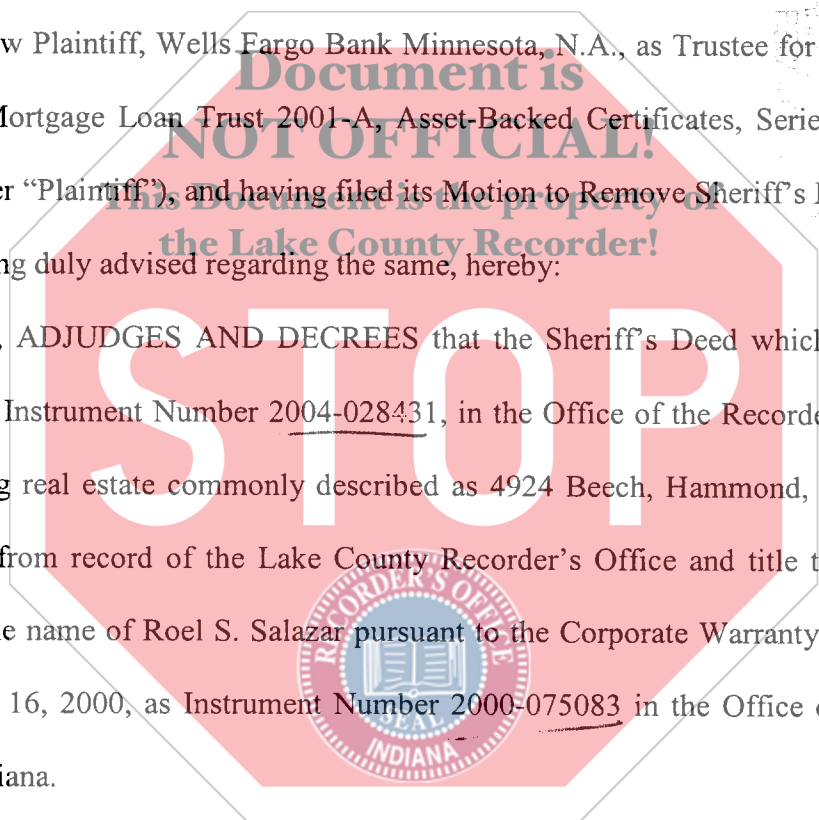 w Plaintiff, Wells Fargo Bank Minnesota, N.A., as Trustee for
Document is
Mortgage Loan Trust 2001-A, Asset-Backed Certificates, Serie
NOT OFFICIAL!
er “Plaintiff”), and having filed its Motion to Remove Sheriff's
This Document is the property of
the Lake County Recorder!
ng duly advised regarding the same, hereby:
, ADJUDGES AND DECREES that the Sheriff's Deed which
STOP
Instrument Number 2004-028431, in the Office of the Recorde
g real estate commonly described as 4924 Beech, Hammond,
from record of the Lake County Recorder's Office and title t
e name of Roel S. Salazar pursuant to the Corporate Warranty
16, 2000, as Instrument Number 2000-075083 in the Office
iana.
RECORDER'S OFFICE
SEAL
INDIANA